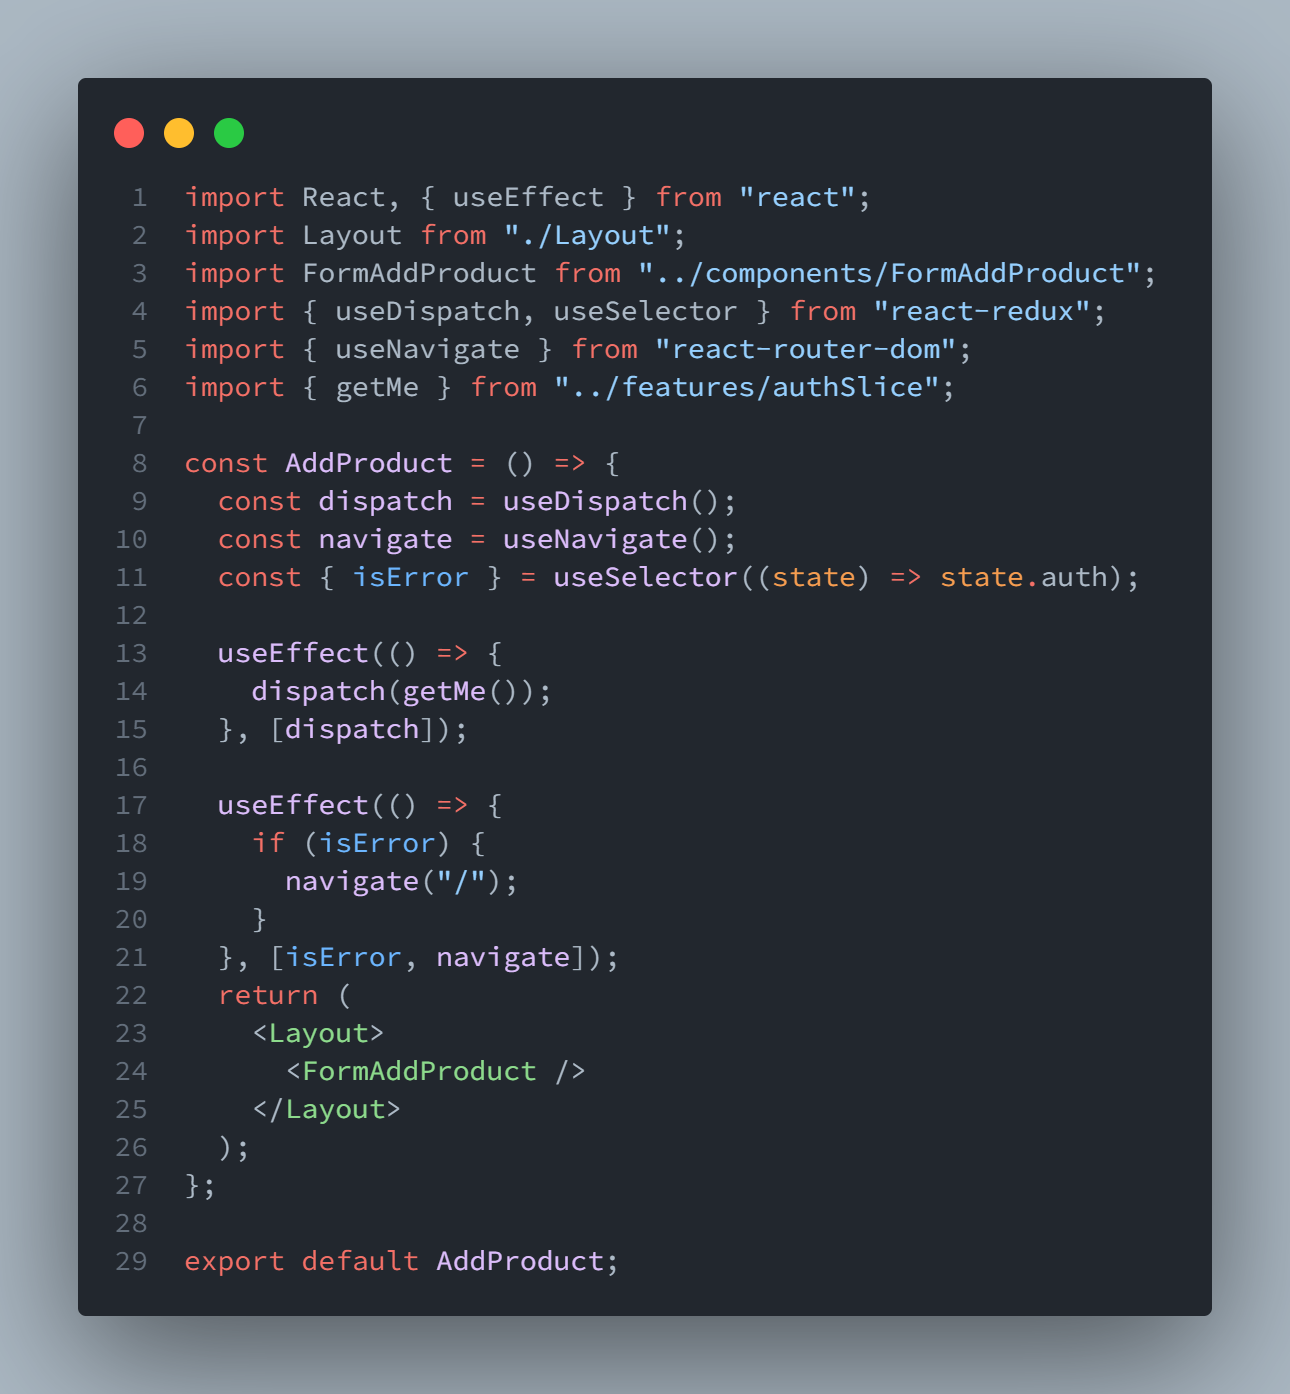 1 import React, { useEffect } from "react";
2 import Layout from "./Layout";
3 import FormAddProduct from "../components/FormAddProduct";
4 import { useDispatch, useSelector } from "react-redux";
5 import { useNavigate } from "react-router-dom";
6 import { getMe } from "../features/authSlice";
7
8 const AddProduct = () => {
9   const dispatch = useDispatch();
10   const navigate = useNavigate();
11   const { isError } = useSelector((state) => state.auth);
12
13   useEffect(() => {
14     dispatch(getMe());
15   }, [dispatch]);
16
17   useEffect(() => {
18     if (isError) {
19       navigate("/");
20     }
21   }, [isError, navigate]);
22   return (
23     <Layout>
24       <FormAddProduct />
25     </Layout>
26   );
27 };
28
29 export default AddProduct;